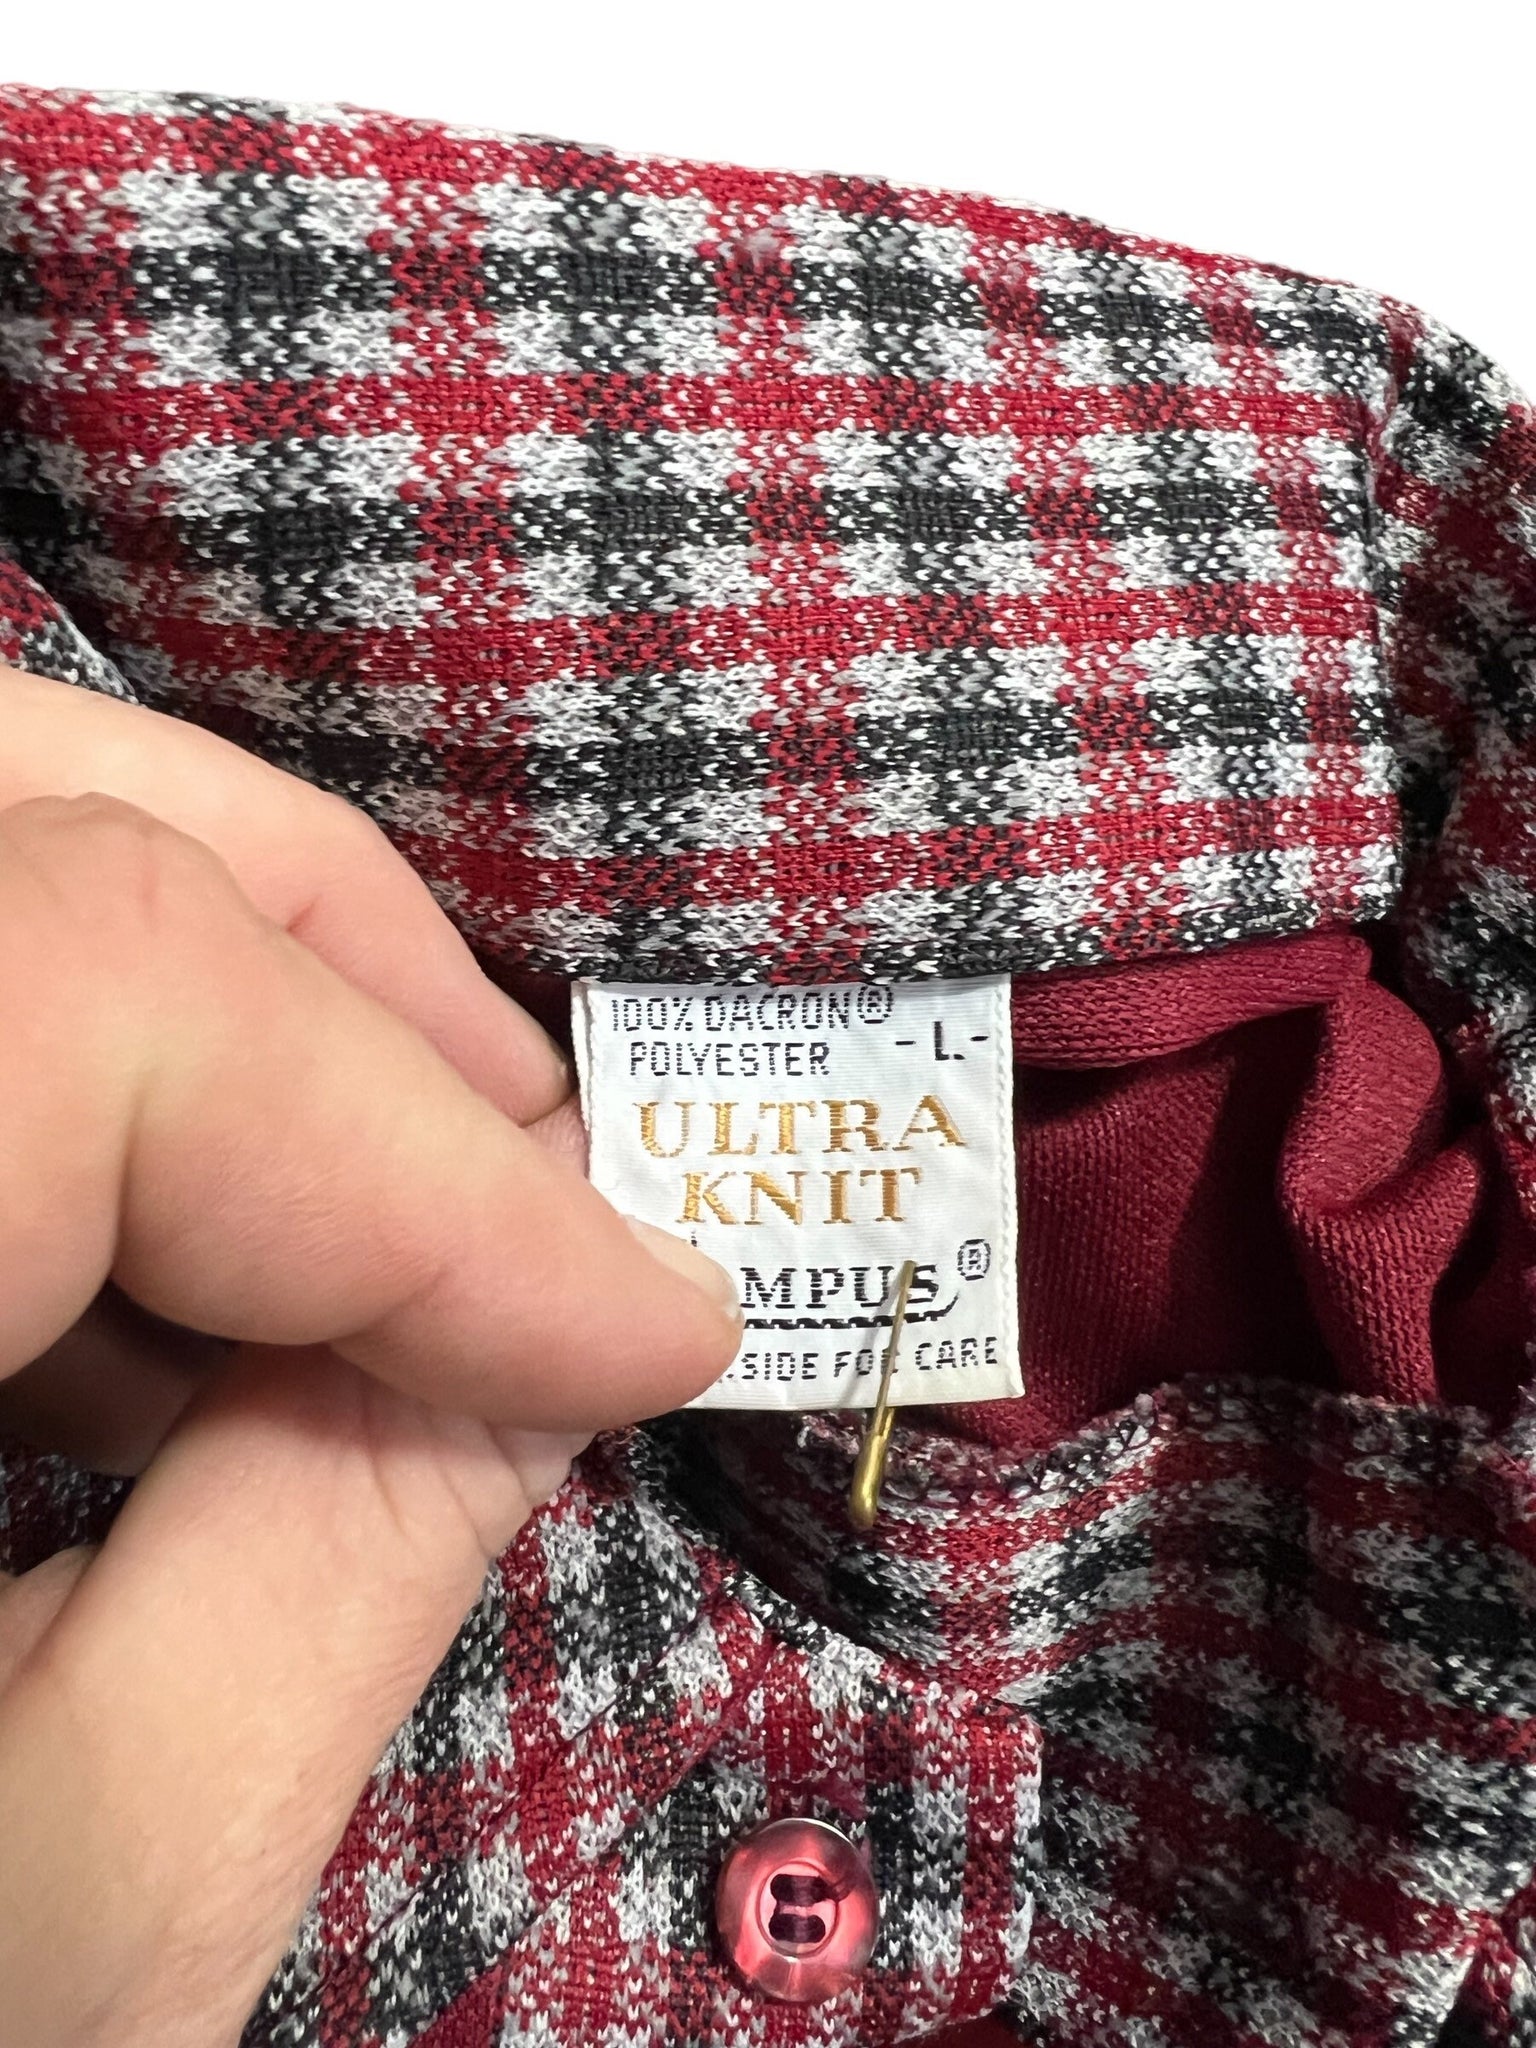 100% DACRON®
POLYESTER - L. -
ULTRA
KNIT
MPUS®
SIDE FOR CARE